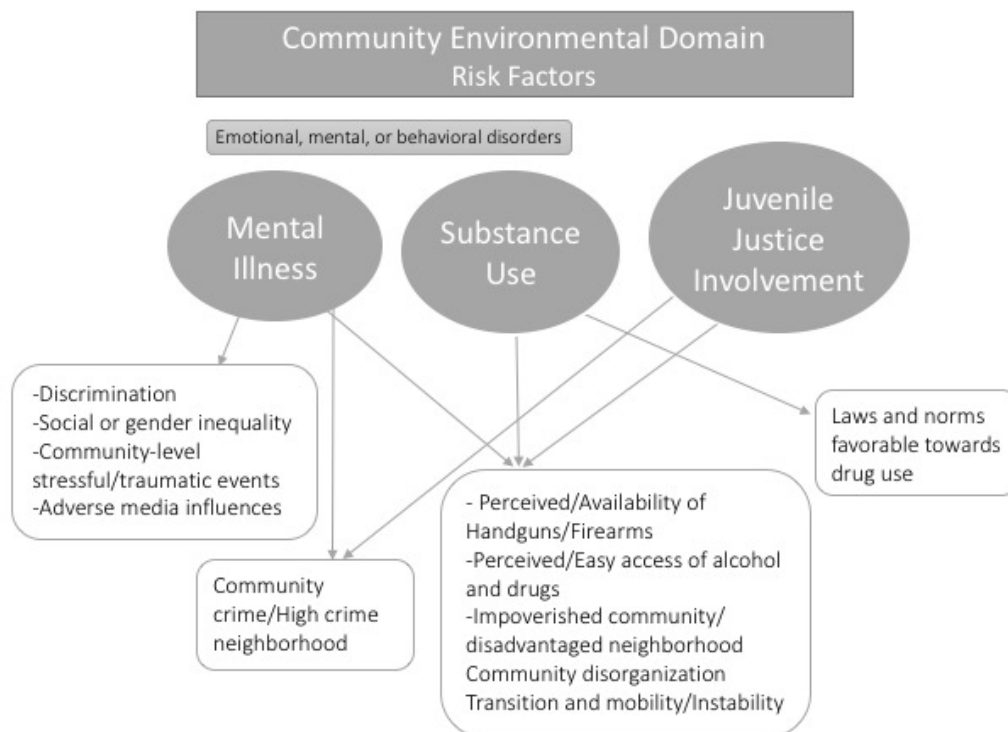 Community Environmental Domain
Risk Factors
Emotional, mental, or behavioral disorders
Mental
Illness
Substance
Use
Juvenile
Justice
Involvement
-Discrimination
-Social or gender inequality
-Community-level
stressful/traumatic events
-Adverse media influences
Laws and norms
favorable towards
drug use
Community
crime/High crime
neighborhood
- Perceived/Availability of
Handguns/Firearms
-Perceived/Easy access of alcohol
and drugs
-Impoverished community/
disadvantaged neighborhood
Community disorganization
Transition and mobility/Instability